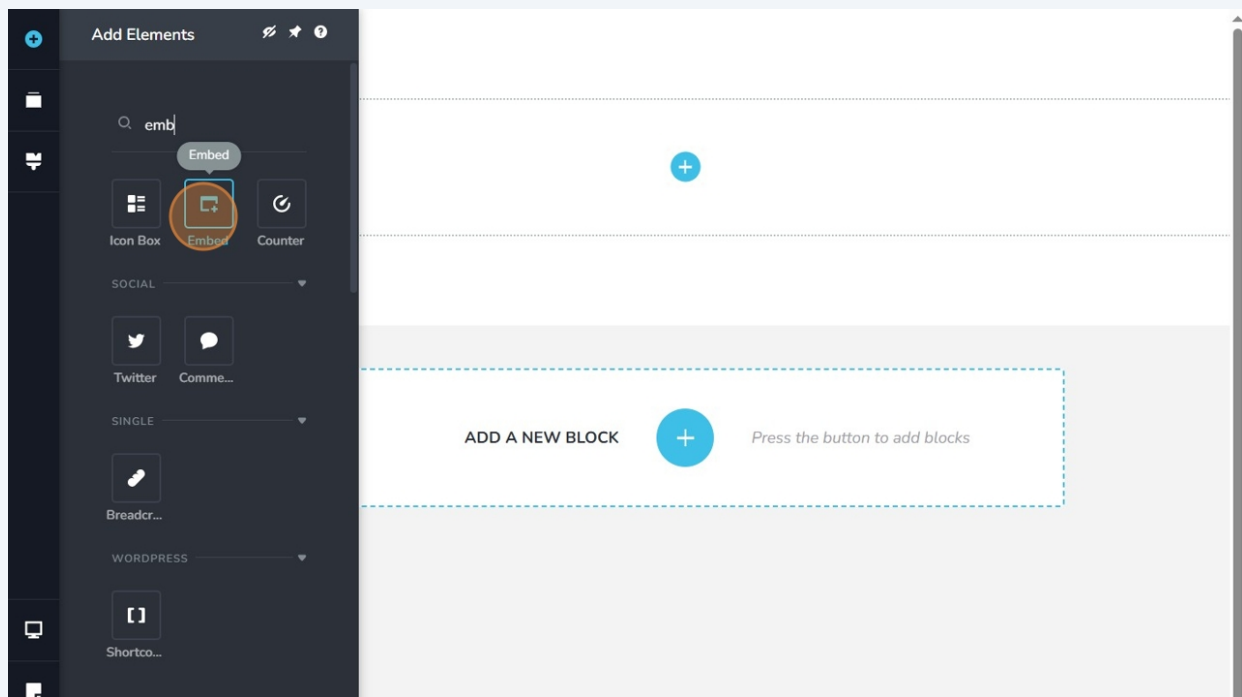 Add Elements
emb
Embed
Icon Box
Embed
Counter
SOCIAL
Twitter
Comme...
SINGLE
Breadcr...
WORDPRESS
Shortco...
ADD A NEW BLOCK
Press the button to add blocks